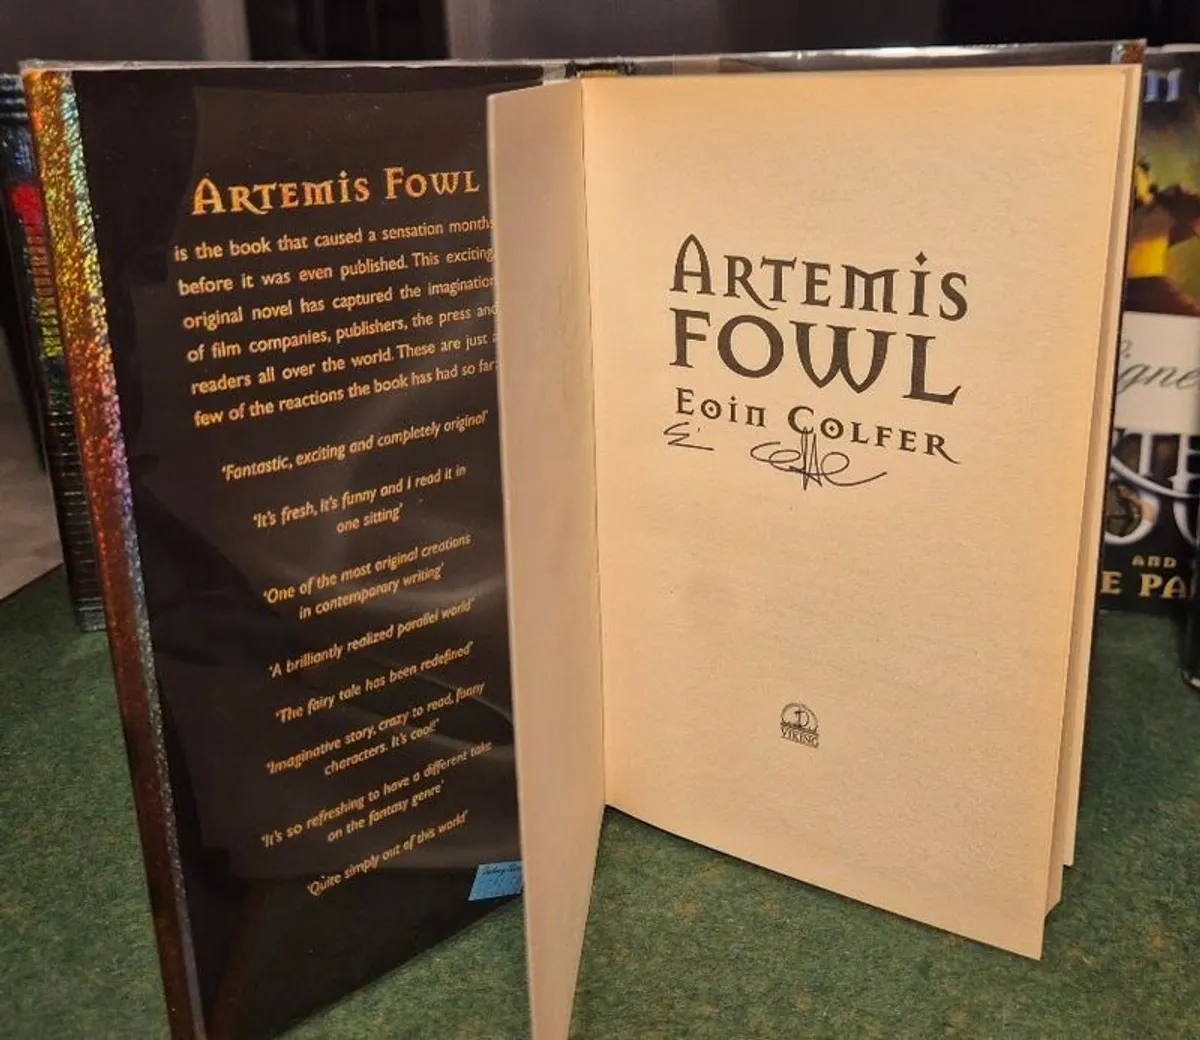 ARTEMIS FOWL
is the book that caused a sensation months
before it was even published. This exciting
original novel has captured the imagination
of film companies, publishers, the press and
readers all over the world. These are just a
few of the reactions the book has had so far:
'Fantastic, exciting and completely original'
'It's fresh, it's funny and I read it in
one sitting'
'One of the most original creations
in contemporary writing'
'A brilliantly realized parallel world'
'The fairy tale has been redefined'
'Imaginative story, crazy to read, funny
characters. It's cool!'
'It's so refreshing to have a different take
on the fantasy genre'
'Quite simply out of this world'
ARTEMIS
FOWL
EOIN COLFER
VIKING
AND
E PA